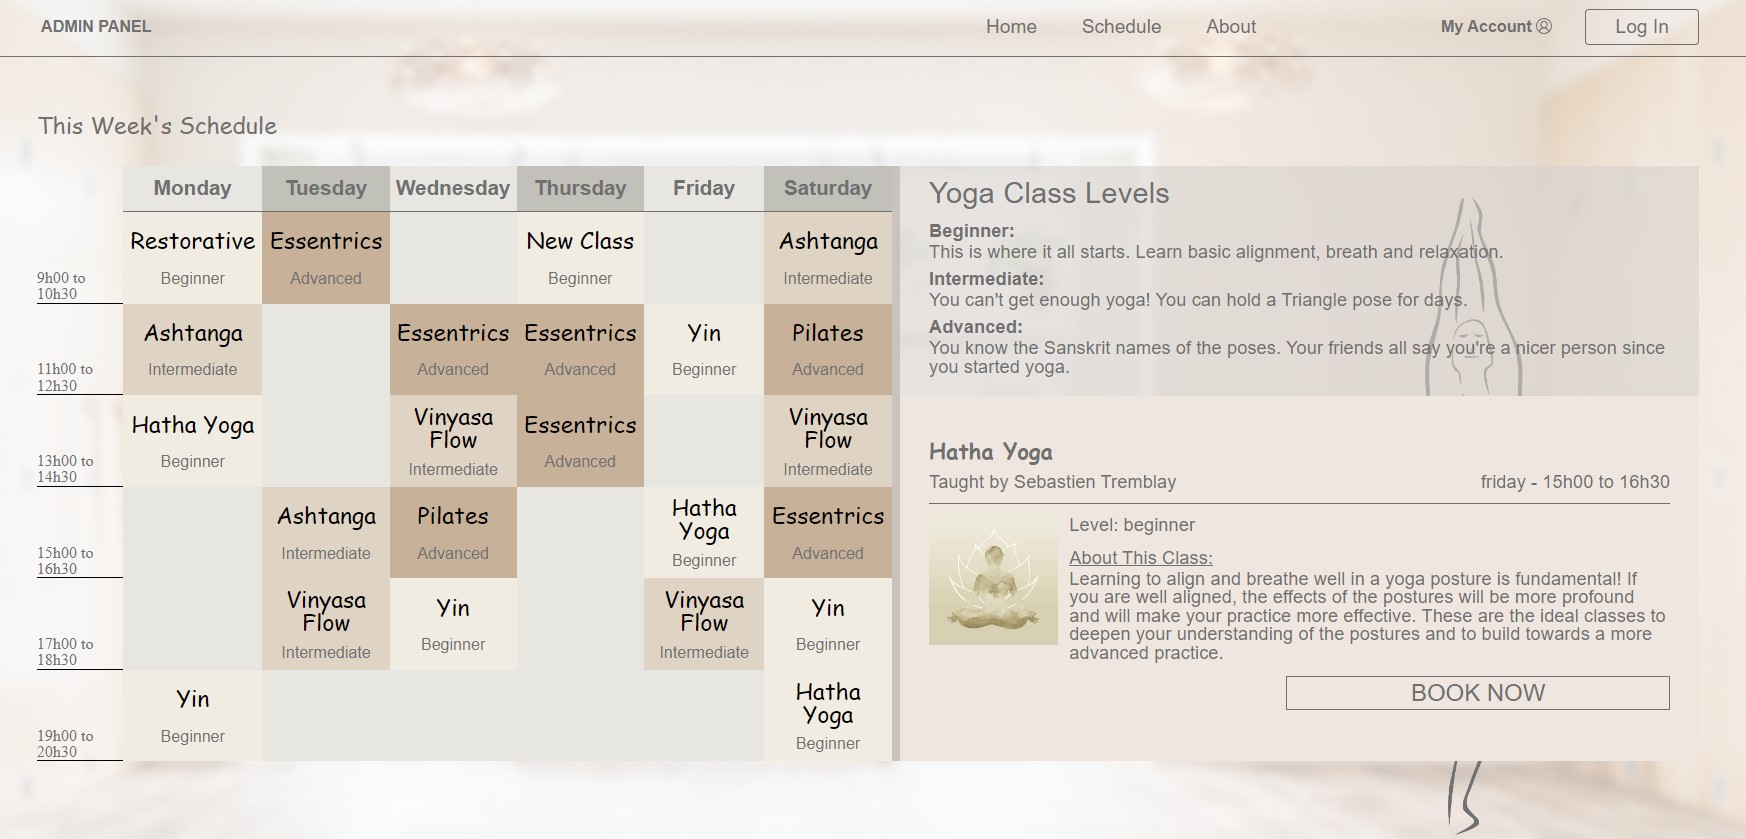 ADMIN PANEL
Home
Schedule
About
My Account
Log In
This Week's Schedule
Monday
Tuesday
Wednesday
Thursday
Friday
Saturday
9h00 to
10h30
Restorative
Beginner
Essentrics
Advanced
New Class
Beginner
Ashtanga
Intermediate
11h00 to
12h30
Ashtanga
Intermediate
Essentrics
Advanced
Essentrics
Advanced
Yin
Beginner
Pilates
Advanced
13h00 to
14h30
Hatha Yoga
Beginner
Vinyasa
Flow
Intermediate
Essentrics
Advanced
Vinyasa
Flow
Intermediate
15h00 to
16h30
Ashtanga
Intermediate
Pilates
Advanced
Hatha
Yoga
Beginner
Essentrics
Advanced
17h00 to
18h30
Vinyasa
Flow
Intermediate
Yin
Beginner
Vinyasa
Flow
Intermediate
Yin
Beginner
19h00 to
20h30
Yin
Beginner
Hatha
Yoga
Beginner
Yoga Class Levels
Beginner:
This is where it all starts. Learn basic alignment, breath and relaxation.
Intermediate:
You can't get enough yoga! You can hold a Triangle pose for days.
Advanced:
You know the Sanskrit names of the poses. Your friends all say you're a nicer person since
you started yoga.
Hatha Yoga
Taught by Sebastien Tremblay
friday - 15h00 to 16h30
Level: beginner
About This Class:
Learning to align and breathe well in a yoga posture is fundamental! If
you are well aligned, the effects of the postures will be more profound
and will make your practice more effective. These are the ideal classes to
deepen your understanding of the postures and to build towards a more
advanced practice.
BOOK NOW